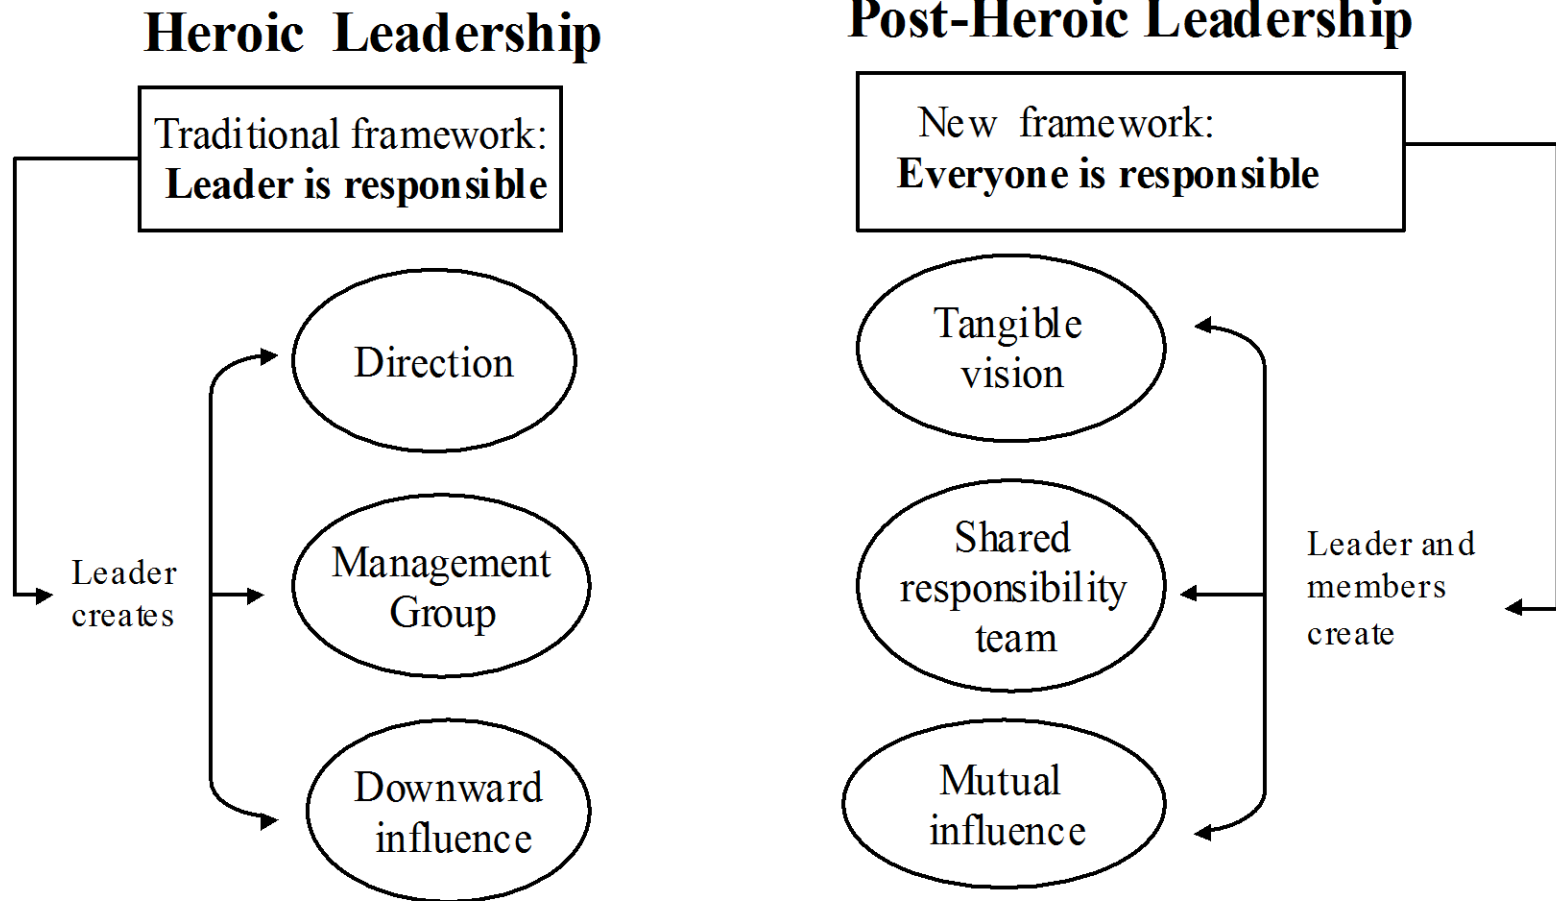 Heroic Leadership
Traditional framework:
Leader is responsible
Direction
Management
Group
Downward
influence
Leader
creates
Post-Heroic Leadership
New framework:
Everyone is responsible
Tangible
vision
Shared
responsibility
team
Mutual
influence
Leader and
members
create